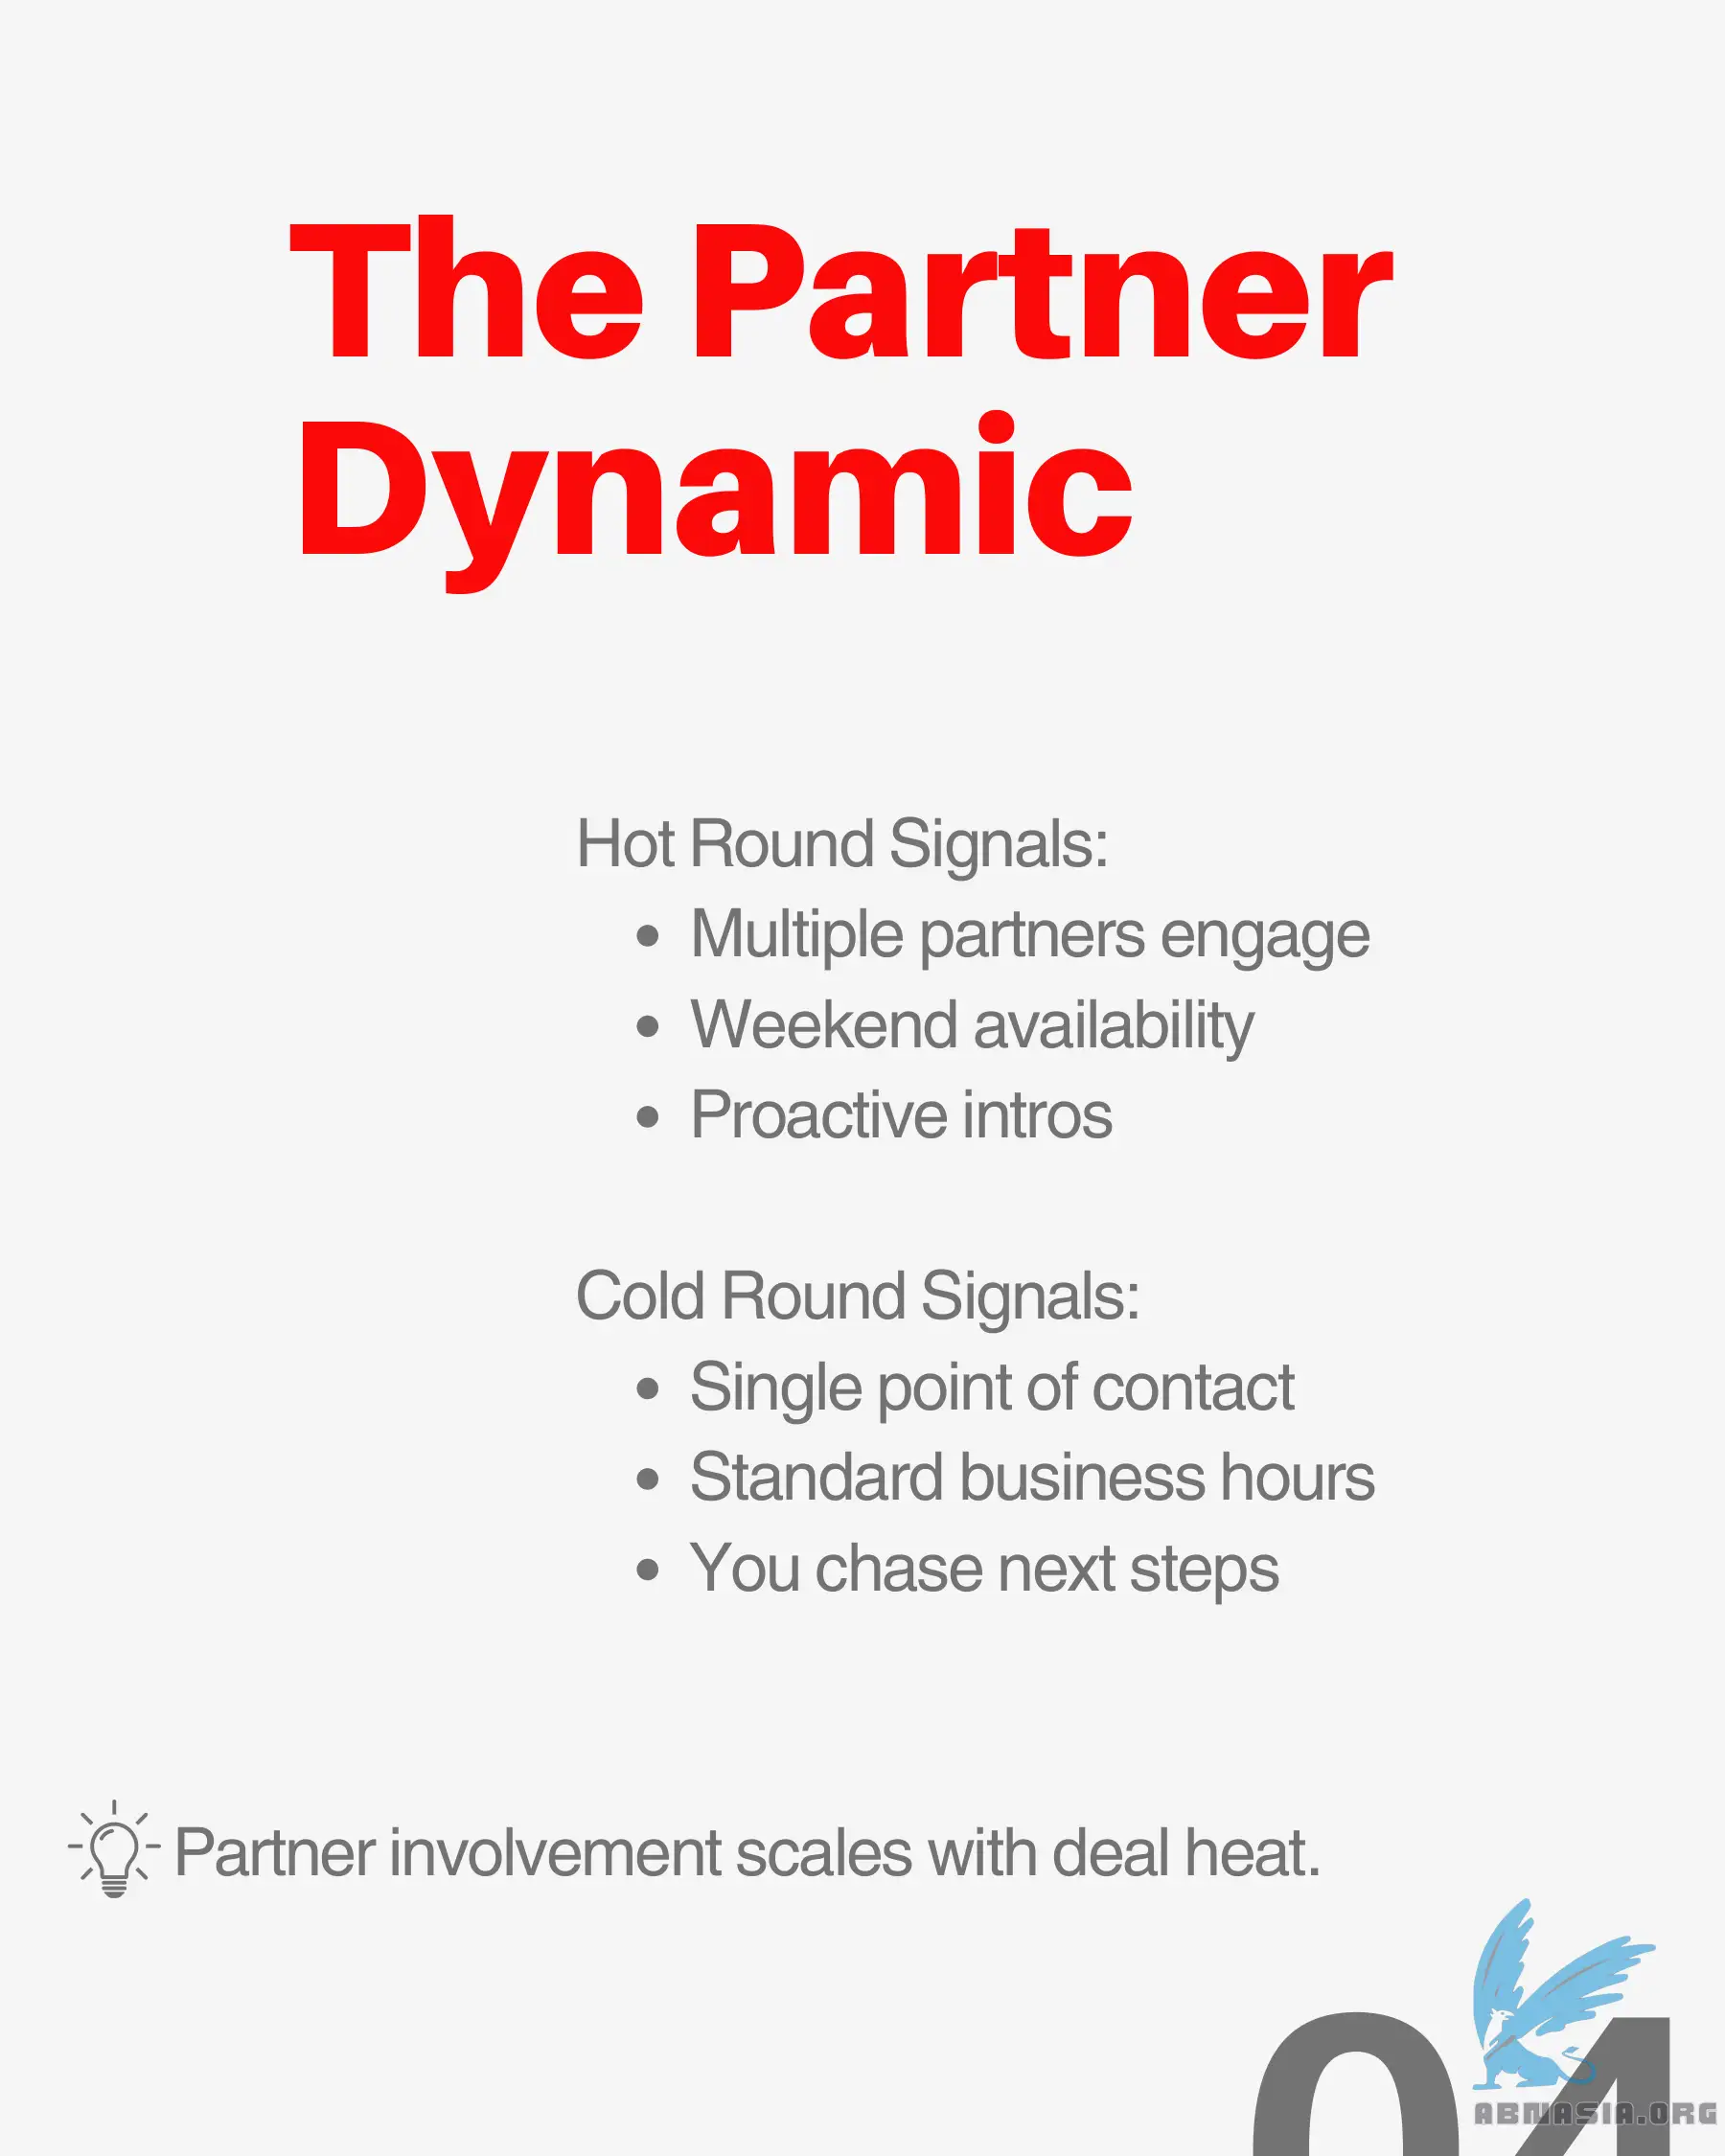 The Partner
Dynamic
Hot Round Signals:
• Multiple partners engage
• Weekend availability
• Proactive intros
Cold Round Signals:
• Single point of contact
• Standard business hours
• You chase next steps
Partner involvement scales with deal heat.
04
ABMASIA.ORG